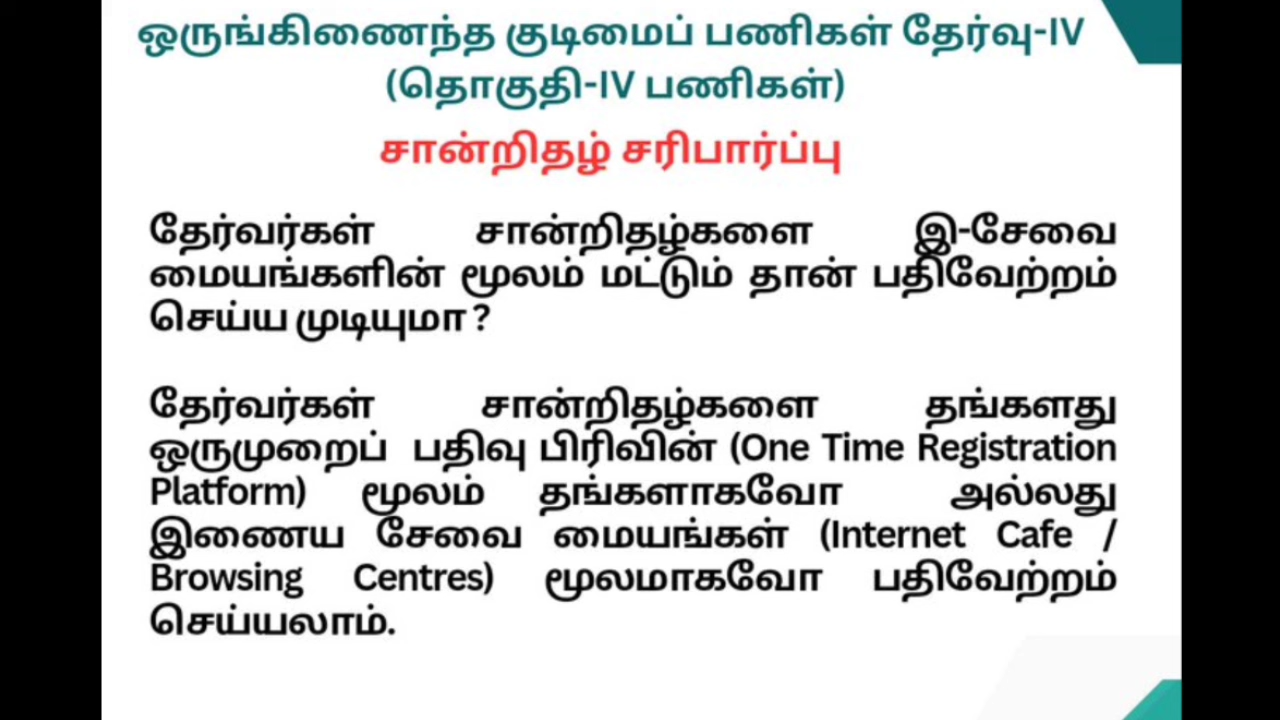 ஒருங்கிணைந்த குடிமைப் பணிகள் தேர்வு-IV
(தொகுதி-IV பணிகள்)
சான்றிதழ் சரிபார்ப்பு
தேர்வர்கள் சான்றிதழ்களை இ-சேவை
மையங்களின் மூலம் மட்டும் தான் பதிவேற்றம்
செய்ய முடியுமா ?
தேர்வர்கள் சான்றிதழ்களை தங்களது
ஒருமுறைப் பதிவு பிரிவின் (One Time Registration
Platform) மூலம் தங்களாகவோ அல்லது
இணைய சேவை மையங்கள் (Internet Cafe /
Browsing Centres) மூலமாகவோ பதிவேற்றம்
செய்யலாம்.